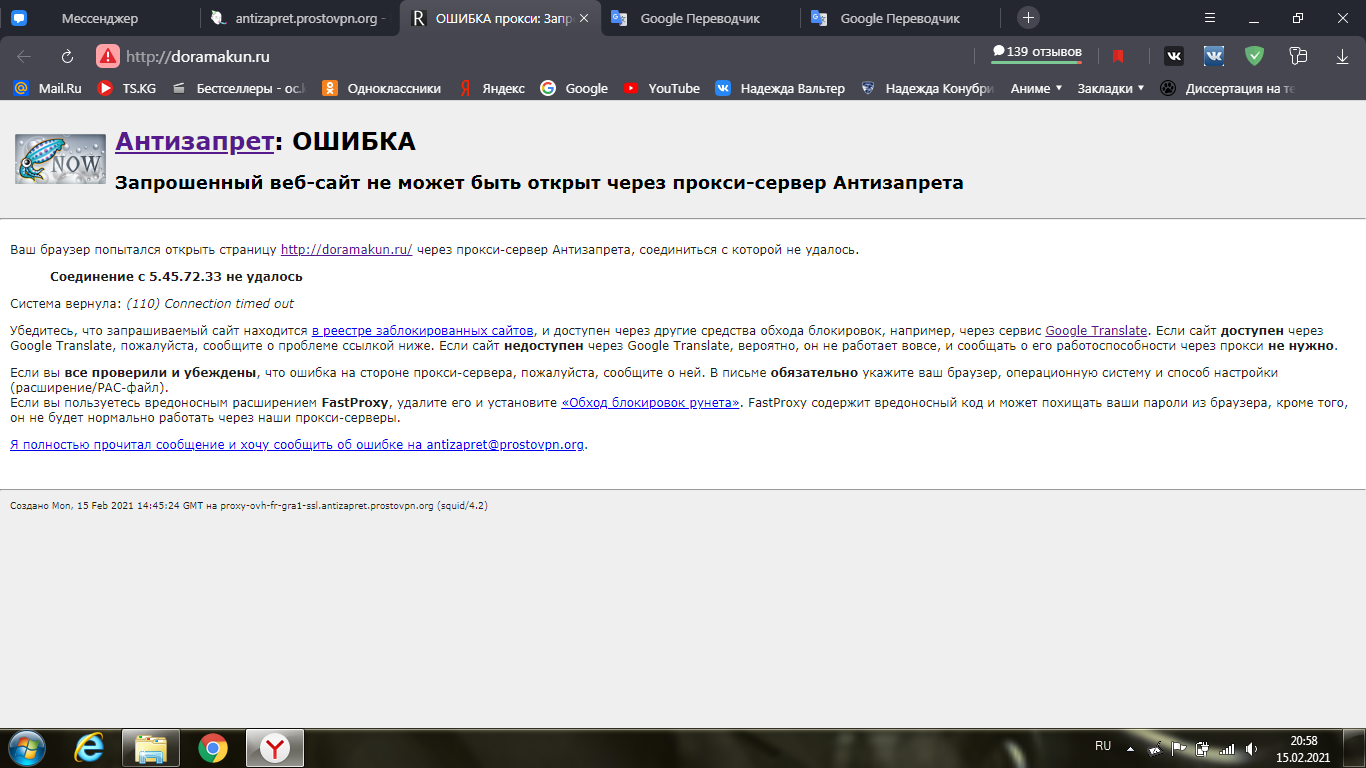 Мессенджер
antizapret.prostovpn.org -
ОШИБКА прокси: Запр
Google Переводчик
Google Переводчик
http://doramakun.ru
139 отзывов
Mail.Ru
TS.KG
Бестселлеры - oc.
Одноклассники
Яндекс
Google
YouTube
Надежда Вальтер
Надежда Конубри
Аниме
Закладки
Диссертация на те
NOW
Антизапрет: ОШИБКА
Запрошенный веб-сайт не может быть открыт через прокси-сервер Антизапрета
Ваш браузер попытался открыть страницу http://doramakun.ru/ через прокси-сервер Антизапрета, соединиться с которой не удалось.
Соединение с 5.45.72.33 не удалось
Система вернула: (110) Connection timed out
Убедитесь, что запрашиваемый сайт находится в реестре заблокированных сайтов, и доступен через другие средства обхода блокировок, например, через сервис Google Translate. Если сайт доступен через
Google Translate, пожалуйста, сообщите о проблеме ссылкой ниже. Если сайт недоступен через Google Translate, вероятно, он не работает вовсе, и сообщать о его работоспособности через прокси не нужно.
Если вы все проверили и убеждены, что ошибка на стороне прокси-сервера, пожалуйста, сообщите о ней. В письме обязательно укажите ваш браузер, операционную систему и способ настройки
(расширение/PAC-файл).
Если вы пользуетесь вредоносным расширением FastProxy, удалите его и установите «Обход блокировок рунета». FastProxy содержит вредоносный код и может похищать ваши пароли из браузера, кроме того,
он не будет нормально работать через наши прокси-серверы.
Я полностью прочитал сообщение и хочу сообщить об ошибке на antizapret@prostovpn.org.
Создано Mon, 15 Feb 2021 14:45:24 GMT на proxy-ovh-fr-gra1-ssl.antizapret.prostovpn.org (squid/4.2)
RU
20:58
15.02.2021